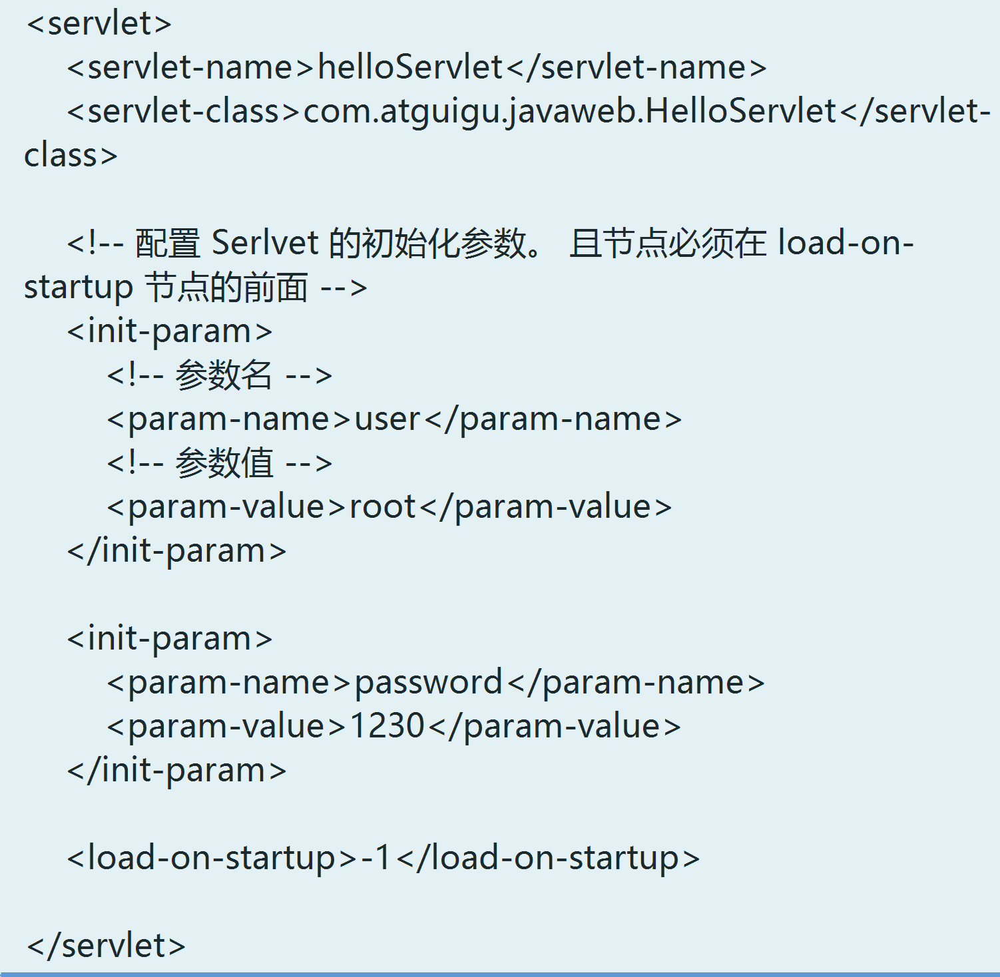 <servlet>
<servlet-name>helloServlet</servlet-name>
<servlet-class>com.atguigu.javaweb.HelloServlet</servlet-
class>
<!-- 配置 Serlvet 的初始化参数。 且节点必须在 load-on-
startup 节点的前面 -->
<init-param>
<!-- 参数名 -->
<param-name>user</param-name>
<!-- 参数值 -->
<param-value>root</param-value>
</init-param>
<init-param>
<param-name>password</param-name>
<param-value>1230</param-value>
</init-param>
<load-on-startup>-1</load-on-startup>
</servlet>